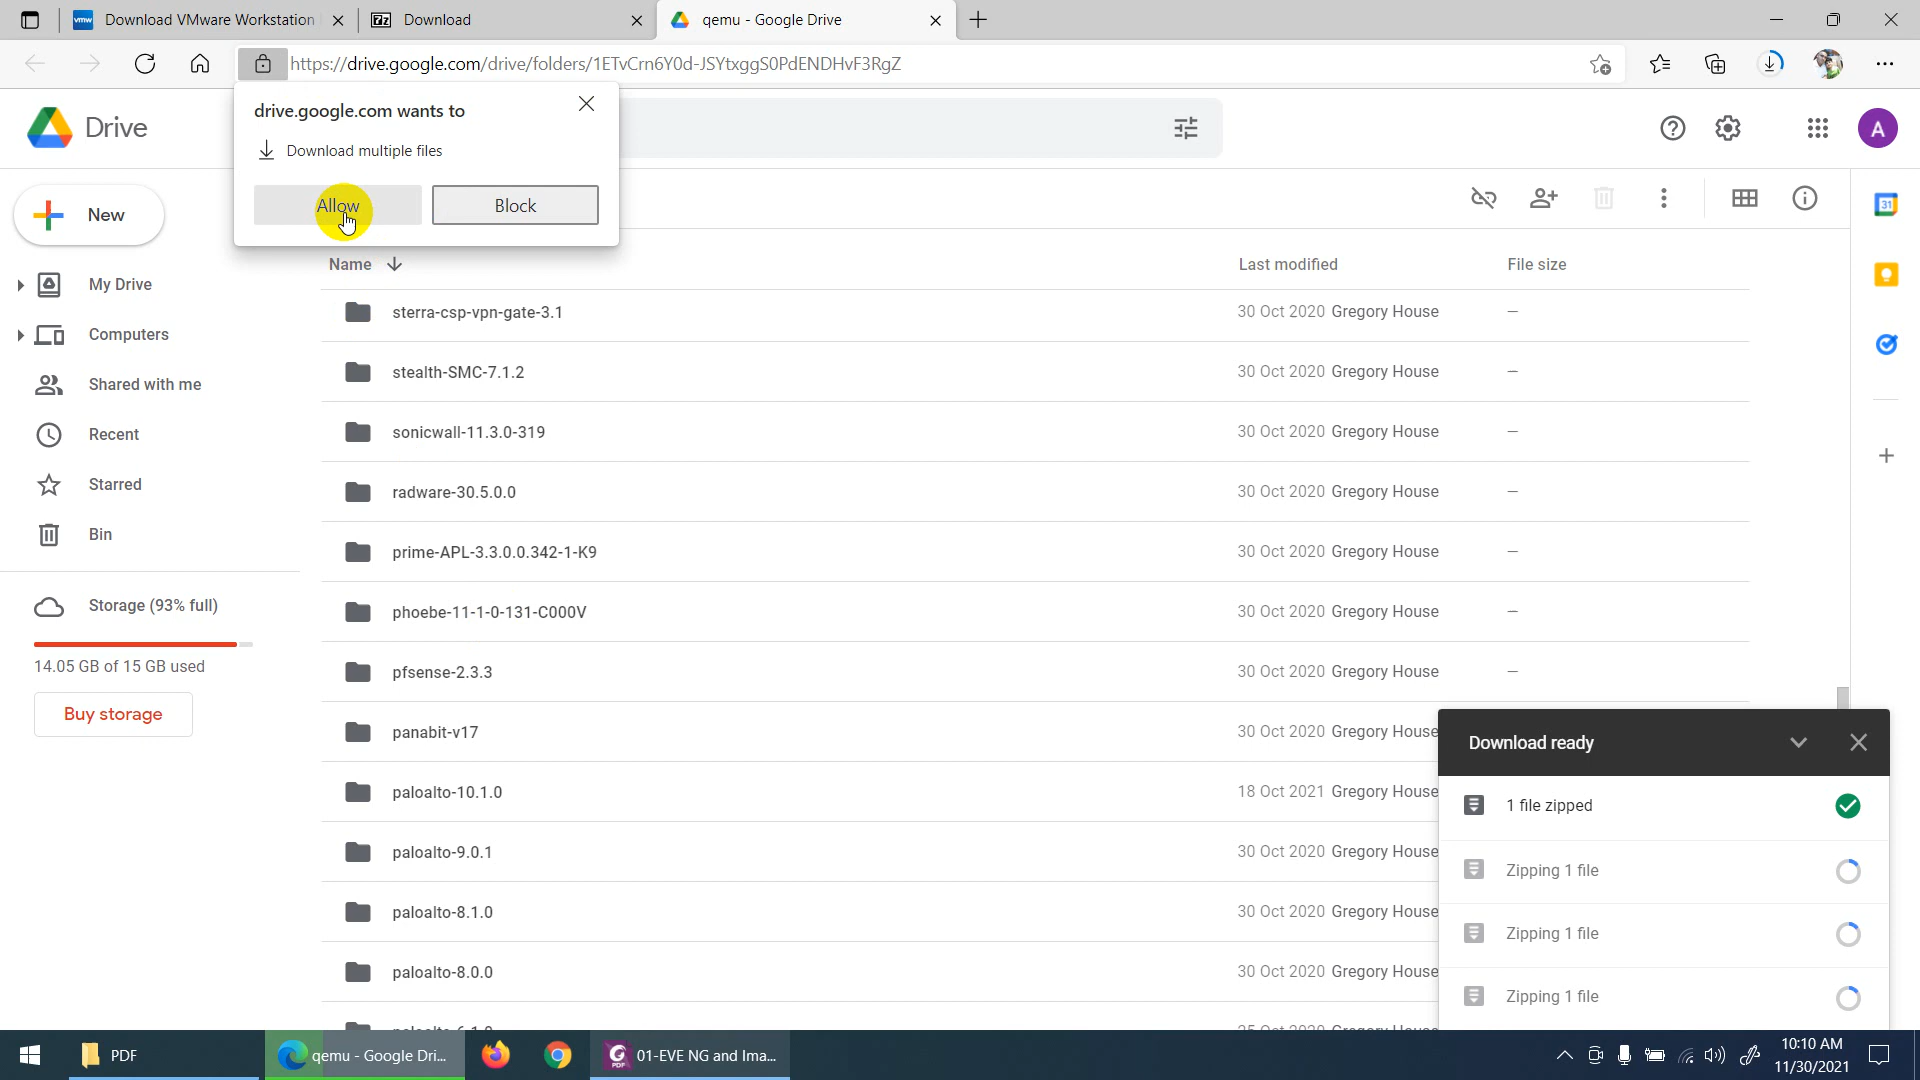 Download VMware Workstation
Download
qemu - Google Drive
https://drive.google.com/drive/folders/1ETvCrn6Y0d-JSYtxggS0PdENDHvF3RgZ
drive.google.com wants to
Download multiple files
Allow
Block
Drive
A
New
My Drive
Computers
Shared with me
Recent
Starred
Bin
Storage (93% full)
14.05 GB of 15 GB used
Buy storage
Name
Last modified
File size
sterra-csp-vpn-gate-3.1
30 Oct 2020 Gregory House
–
stealth-SMC-7.1.2
30 Oct 2020 Gregory House
–
sonicwall-11.3.0-319
30 Oct 2020 Gregory House
–
radware-30.5.0.0
30 Oct 2020 Gregory House
–
prime-APL-3.3.0.0.342-1-K9
30 Oct 2020 Gregory House
–
phoebe-11-1-0-131-C000V
30 Oct 2020 Gregory House
–
pfsense-2.3.3
30 Oct 2020 Gregory House
–
panabit-v17
30 Oct 2020 Gregory House
paloalto-10.1.0
18 Oct 2021 Gregory House
paloalto-9.0.1
30 Oct 2020 Gregory House
paloalto-8.1.0
30 Oct 2020 Gregory House
paloalto-8.0.0
30 Oct 2020 Gregory House
Download ready
1 file zipped
Zipping 1 file
Zipping 1 file
Zipping 1 file
PDF
qemu - Google Dri...
01-EVE NG and Ima...
10:10 AM
11/30/2021